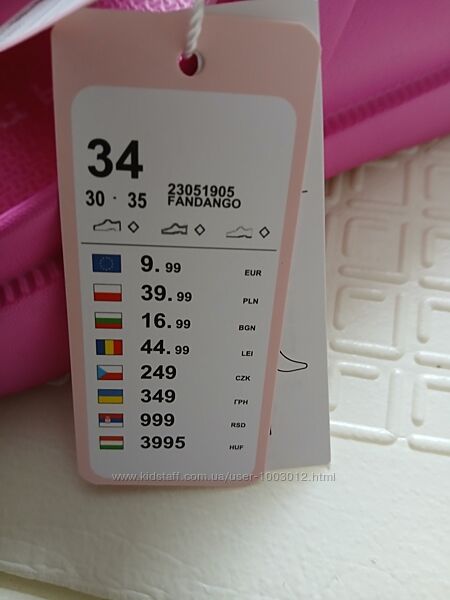 34
30 · 35
23051905
FANDANGO
9.99 EUR
39.99 PLN
16.99 BGN
44.99 LEI
249 CZK
349 ГРН
999 RSD
3995 HUF
www.kidstaff.com.ua/user-1003012.html